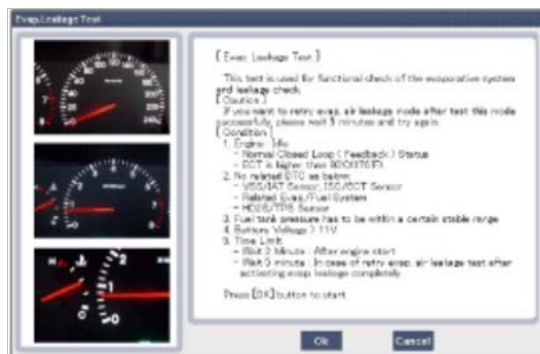 Evap.Leakage Test
[ Evap. Leakage Test ]
This test is used for functional check of the evaporative system
and leakage check.
[ Caution ]
If you want to retry evap. air leakage mode after test this mode
successfully, please wait 5 minutes and try again.
[ Condition ]
1. Engine : Idle
- Normal Closed Loop ( Feedback ) Status
- ECT is higher than
2. No related DTC as below:
- VSS/IAT Sensor, ISC/ECT Sensor
- Related Evap./Fuel System
- HO2S/TPS Sensor
3. Fuel tank pressure has to be within a certain stable range
4. Battery Voltage > 11V
5. Time Limit
- Wait 2 Minute : After engine start
- Wait 5 minute : In case of retry evap. air leakage test after
activating evap. leakage completely
Press [OK] button to start
Ok
Cancel